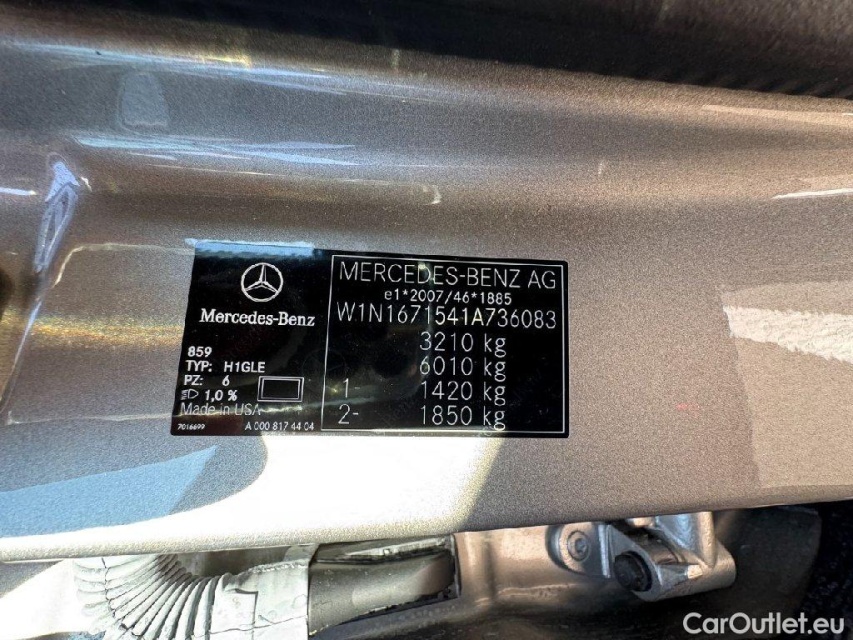 Mercedes-Benz
859
TYP: H1GLE
PZ: 6
1,0 %
Made in USA
7016699
A 000 817 44 04
MERCEDES-BENZ AG
e1*2007/46*1885
W1N1671541A736083
3210 kg
6010 kg
1 1420 kg
2- 1850 kg
CarOutlet.eu